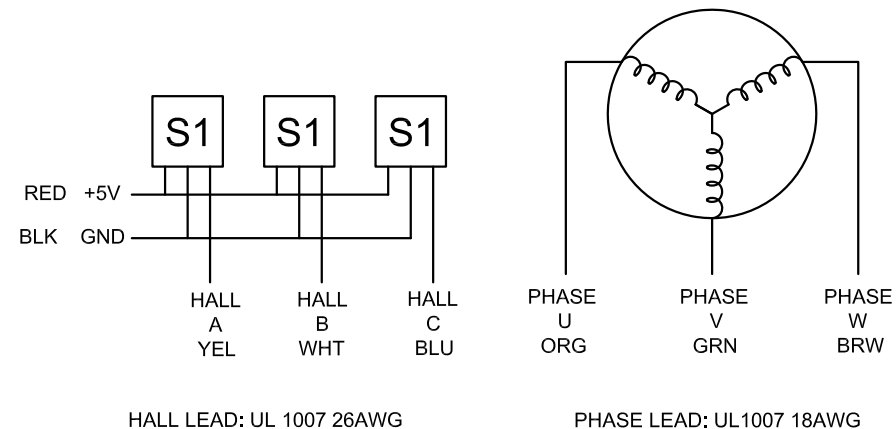 S1 S1 S1
RED +5V
BLK GND
HALL HALL HALL
A B C
YEL WHT BLU
PHASE PHASE PHASE
U V W
ORG GRN BRW
HALL LEAD: UL 1007 26AWG
PHASE LEAD: UL1007 18AWG